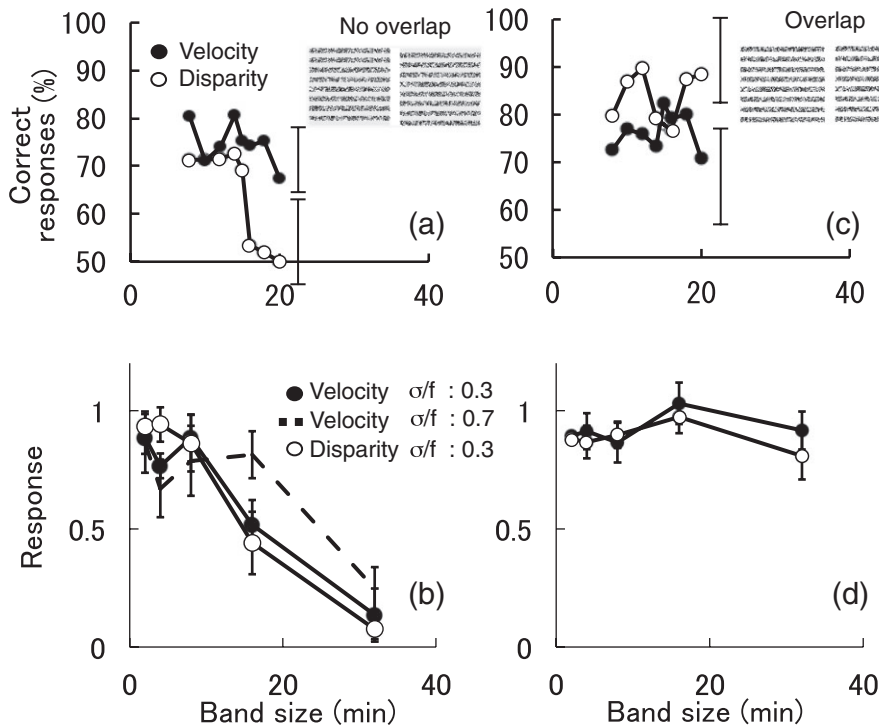 No overlap
Velocity
Disparity
Correct
responses (%)
100
90
80
70
60
50
0
20
40
(a)
Overlap
100
90
80
70
60
50
0
20
40
(c)
Velocity σ/f : 0.3
Velocity σ/f : 0.7
Disparity σ/f : 0.3
Response
1
0.5
0
0
20
40
Band size (min)
(b)
1
0.5
0
0
20
40
Band size (min)
(d)